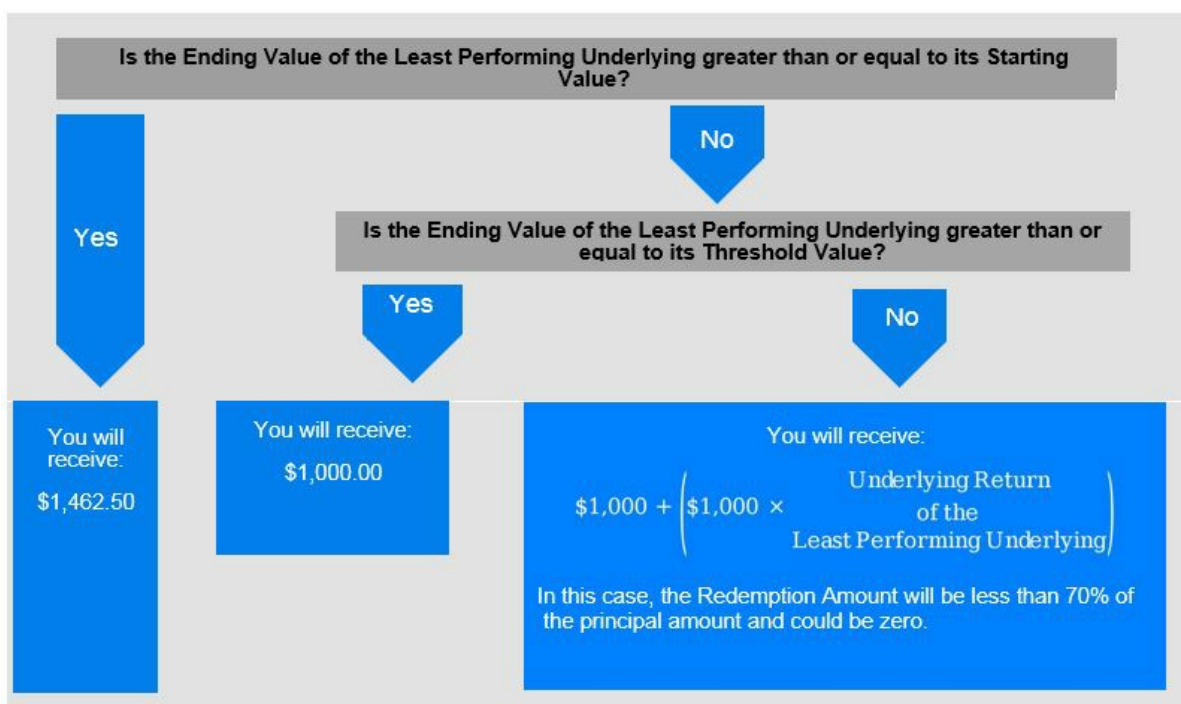 Is the Ending Value of the Least Performing Underlying greater than or equal to its Starting
Value?
Yes
No
Is the Ending Value of the Least Performing Underlying greater than or
equal to its Threshold Value?
Yes
No
You will
receive:
$1,462.50
You will receive:
$1,000.00
You will receive:
$1,000 + ($1,000 × Underlying Return
of the
Least Performing Underlying)
In this case, the Redemption Amount will be less than 70% of
the principal amount and could be zero.